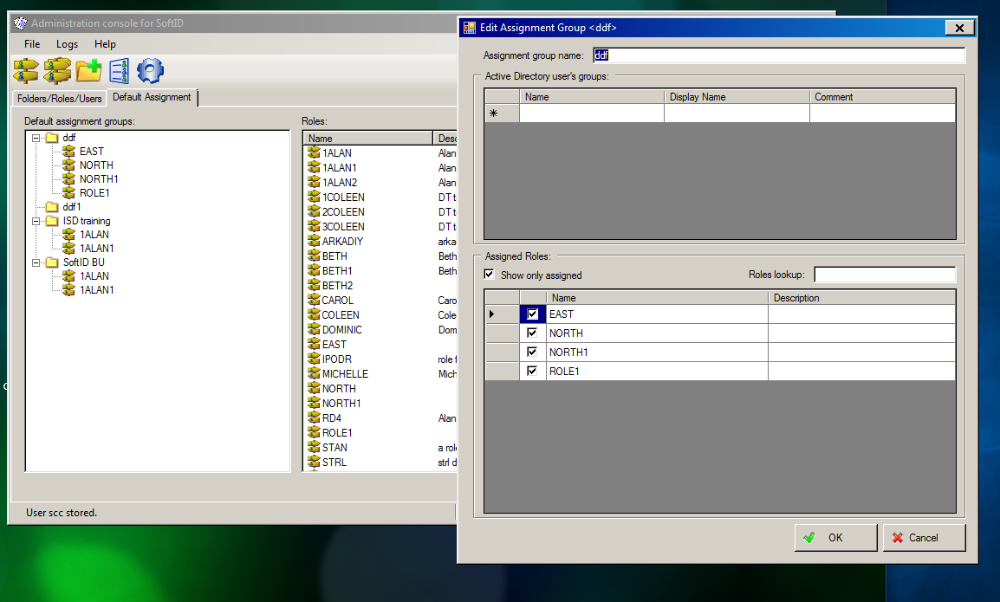 Administration console for SoftID
File Logs Help
Folders/Roles/Users Default Assignment
Default assignment groups:
ddf
EAST
NORTH
NORTH1
ROLE1
ddf1
ISD training
1ALAN
1ALAN1
SoftID BU
1ALAN
1ALAN1
Roles:
Name Desc
1ALAN Alan
1ALAN1 Alan
1ALAN2 Alan
1COLEEN DT t
2COLEEN DT t
3COLEEN DT t
ARKADIY arka
BETH Beth
BETH1 Beth
BETH2
CAROL Caro
COLEEN Cole
DOMINIC Dom
EAST
IPODR role f
MICHELLE Mich
NORTH
NORTH1
RD4 Alan
ROLE1
STAN a role
STRL strl d
User scc stored.
Edit Assignment Group <ddf>
Assignment group name: ddf
Active Directory user's groups:
Name Display Name Comment
Assigned Roles:
Show only assigned Roles lookup:
Name Description
EAST
NORTH
NORTH1
ROLE1
OK Cancel